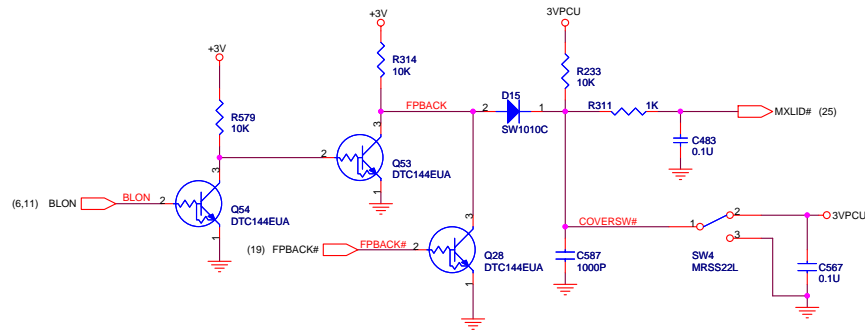 +3V
+3V
3VPCU
R314
10K
R233
10K
R579
10K
FPBACK
2
D15
1
SW1010C
R311
1K
MXLID# (25)
C483
0.1U
3
2
Q53
DTC144EUA
1
3
(6,11) BLON
BLON
2
Q54
DTC144EUA
1
3
(19) FPBACK#
FPBACK#
2
Q28
DTC144EUA
1
COVERSW#
C587
1000P
1
2
3
SW4
MRSS22L
3VPCU
C567
0.1U